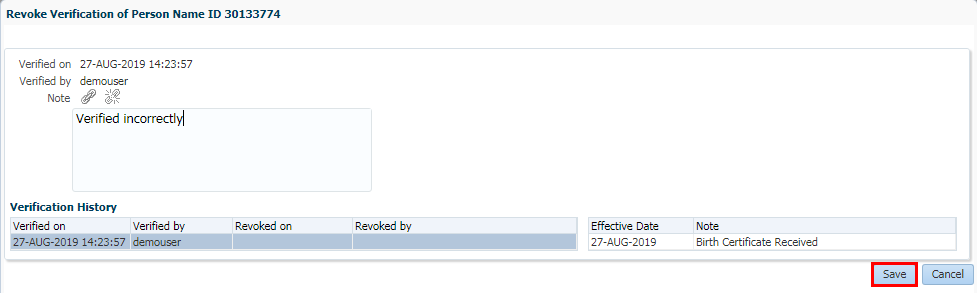 Revoke Verification of Person Name ID 30133774
Verified on 27-AUG-2019 14:23:57
Verified by demouser
Note
Verified incorrectly
Verification History
Verified on Verified by Revoked on Revoked by Effective Date Note
27-AUG-2019 14:23:57 demouser 27-AUG-2019 Birth Certificate Received
Save Cancel